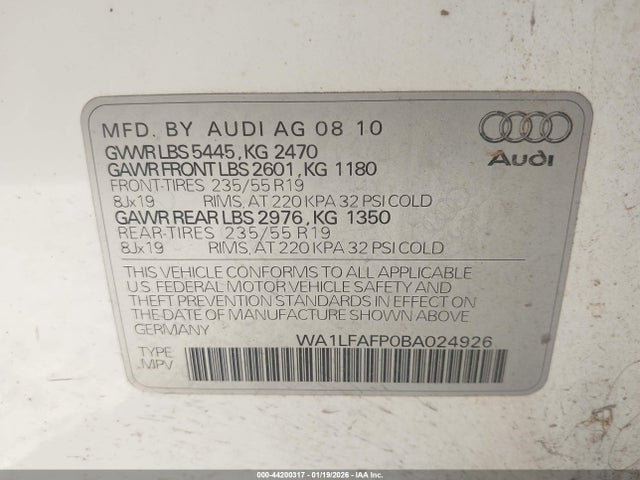 MFD. BY AUDI AG 08 10
GVWR LBS 5445, KG 2470
GAWR FRONT LBS 2601, KG 1180
FRONT-TIRES 235/55 R19
8Jx19 RIMS, AT 220 KPA 32 PSI COLD
GAWR REAR LBS 2976, KG 1350
REAR-TIRES 235/55 R19
8Jx19 RIMS, AT 220 KPA 32 PSI COLD
Audi
THIS VEHICLE CONFORMS TO ALL APPLICABLE
U.S. FEDERAL MOTOR VEHICLE SAFETY AND
THEFT PREVENTION STANDARDS IN EFFECT ON
THE DATE OF MANUFACTURE SHOWN ABOVE.
GERMANY
WA1LFAFP0BA024926
TYPE
.MPV
000-44200317 - 01/19/2026 - IAA Inc.